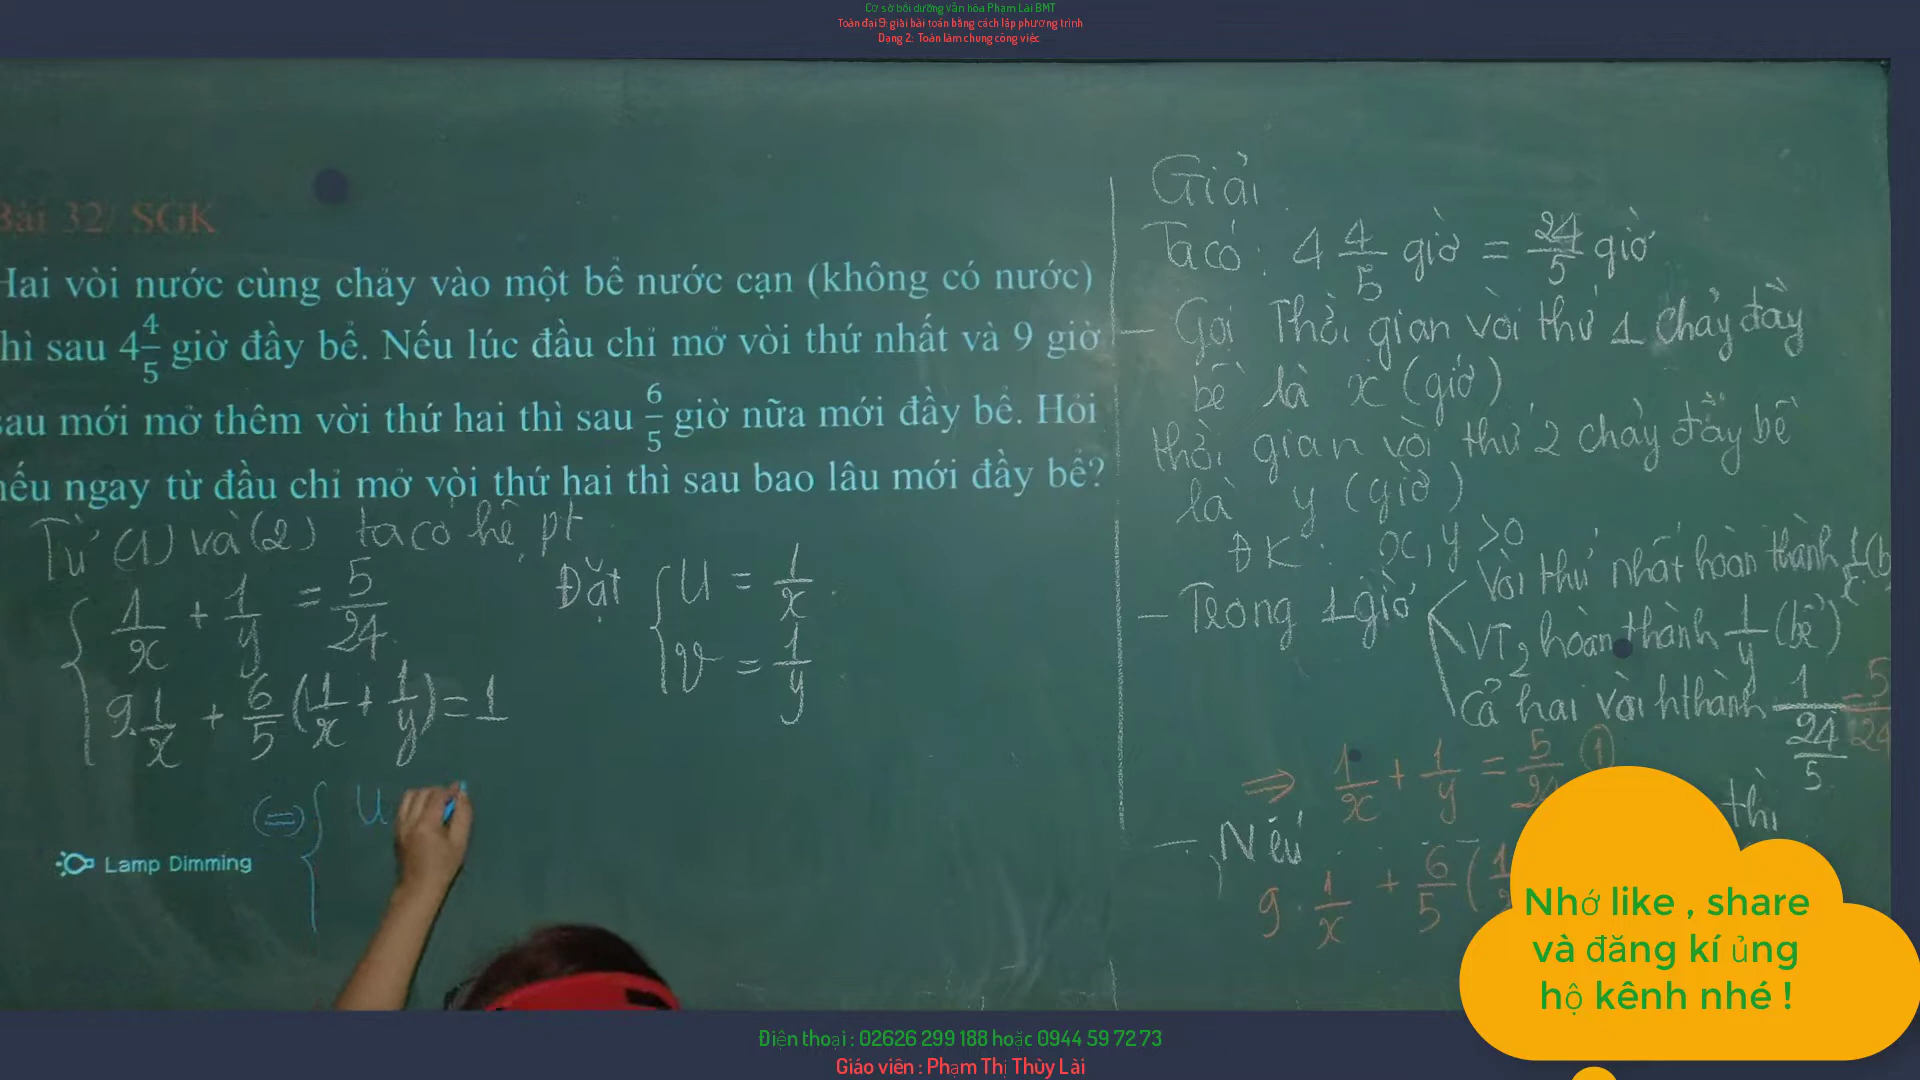 Cơ sở bồi dưỡng văn hóa Phạm Lài BMT
Toán đại 9: giải bài toán bằng cách lập phương trình
Dạng 2: Toán làm chung công việc
Bài 32/ SGK
Hai vòi nước cùng chảy vào một bể nước cạn (không có nước)
thì sau 4 4/5 giờ đầy bể. Nếu lúc đầu chỉ mở vòi thứ nhất và 9 giờ
sau mới mở thêm vời thứ hai thì sau 6/5 giờ nữa mới đầy bể. Hỏi
nếu ngay từ đầu chỉ mở vòi thứ hai thì sau bao lâu mới đầy bể?
Từ (1) và (2) ta có hệ pt
1/x + 1/y = 5/24
9.1/x + 6/5 (1/x + 1/y) = 1
Đặt
u = 1/x
v = 1/y
(=) { u
Lamp Dimming
Giải
Ta có: 4 4/5 giờ = 24/5 giờ
- Gọi Thời gian vòi thứ 1 chảy đầy
bể là x (giờ)
thời gian vòi thứ 2 chảy đầy bể
là y (giờ)
ĐK: x, y > 0
- Trong 1 giờ
Vòi thứ nhất hoàn thành 1/x (b
VT2 hoàn thành 1/y (bể)
Cả hai vòi hthành 1/(24/5) = 5/24
⇒ 1/x + 1/y = 5/24 (1)
- Nếu
thì
9 . 1/x + 6/5 (1
Nhớ like , share
và đăng kí ủng
hộ kênh nhé !
Điện thoại : 02626 299 188 hoặc 0944 59 72 73
Giáo viên : Phạm Thị Thùy Lài